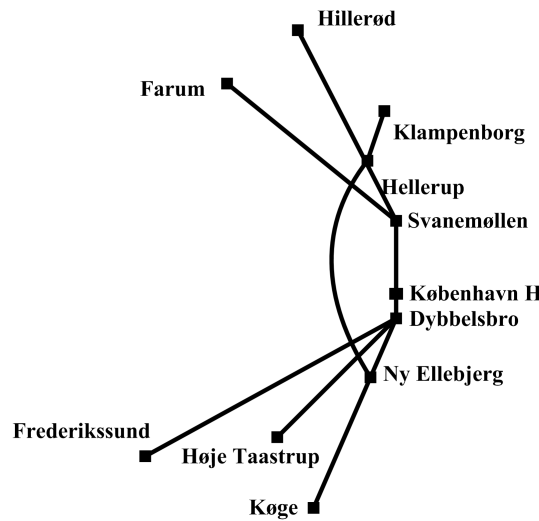 Hillerød
Farum
Klampenborg
Hellerup
Svanemøllen
København H
Dybbelsbro
Ny Ellebjerg
Frederikssund
Høje Taastrup
Køge